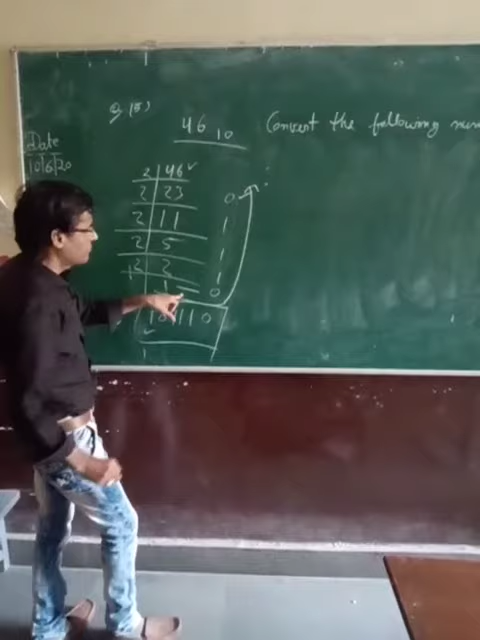 46 10 Convert the following
Date
10/6/20
2 46 ✓
2 23 0
2 11 1
2 5 1
2 2 1
1 0
101110